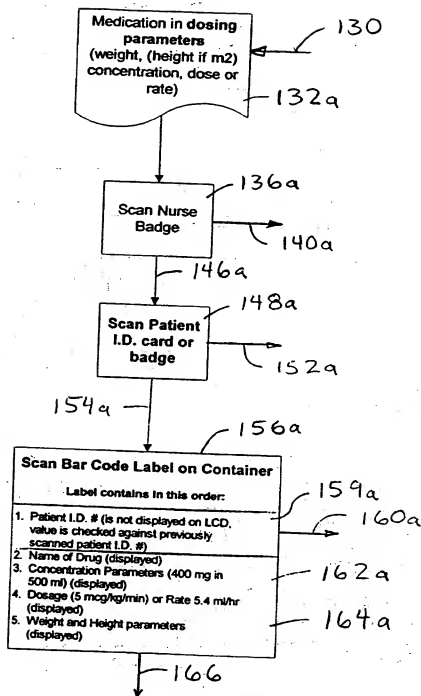 Medication in dosing
parameters
(weight, (height if m2)
concentration, dose or
rate)
130
132a
136a
Scan Nurse
Badge
140a
146a
148a
Scan Patient
I.D. card or
badge
152a
154a
156a
Scan Bar Code Label on Container
Label contains in this order:
159a
160a
1. Patient I.D. # (is not displayed on LCD,
value is checked against previously
scanned patient I.D. #)
2. Name of Drug (displayed)
3. Concentration Parameters (400 mg in
500 ml) (displayed)
162a
4. Dosage (5 mcg/kg/min) or Rate 5.4 ml/hr
(displayed)
164a
5. Weight and Height parameters
(displayed)
166